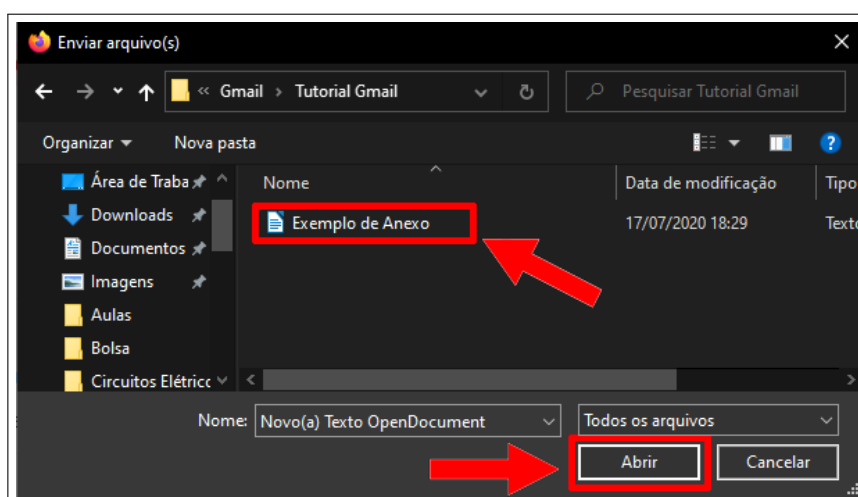 Enviar arquivo(s)
« Gmail › Tutorial Gmail
Pesquisar Tutorial Gmail
Organizar
Nova pasta
Área de Traba
Nome
Data de modificação
Tipo
Downloads
Exemplo de Anexo
17/07/2020 18:29
Texto
Documentos
Imagens
Aulas
Bolsa
Circuitos Elétricc
Nome:
Novo(a) Texto OpenDocument
Todos os arquivos
Abrir
Cancelar